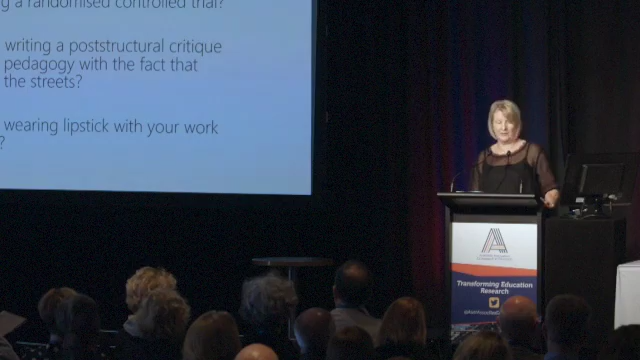 g a randomised controlled trial?
writing a poststructural critique
pedagogy with the fact that
the streets?
wearing lipstick with your work
?
Transforming Education
Research